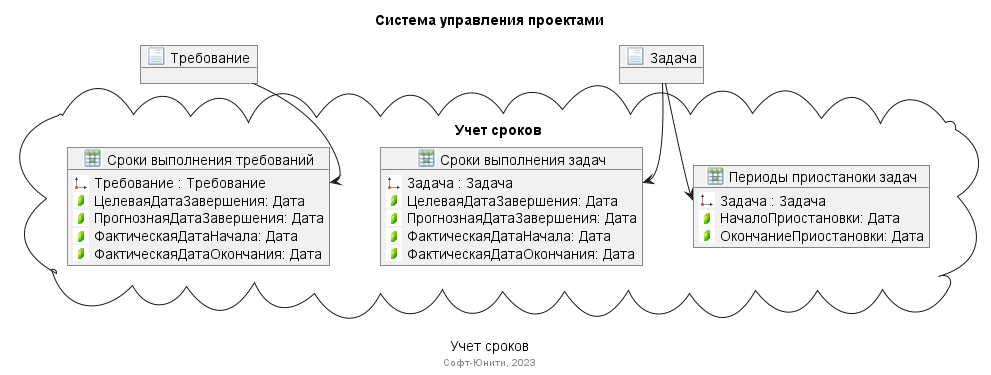 Система управления проектами
Требование
Задача
Учет сроков
Сроки выполнения требований
Требование : Требование
ЦелеваяДатаЗавершения: Дата
ПрогнознаяДатаЗавершения: Дата
ФактическаяДатаНачала: Дата
ФактическаяДатаОкончания: Дата
Сроки выполнения задач
Задача : Задача
ЦелеваяДатаЗавершения: Дата
ПрогнознаяДатаЗавершения: Дата
ФактическаяДатаНачала: Дата
ФактическаяДатаОкончания: Дата
Периоды приостаноки задач
Задача : Задача
НачалоПриостановки: Дата
ОкончаниеПриостановки: Дата
Учет сроков
Софт-Юнити, 2023